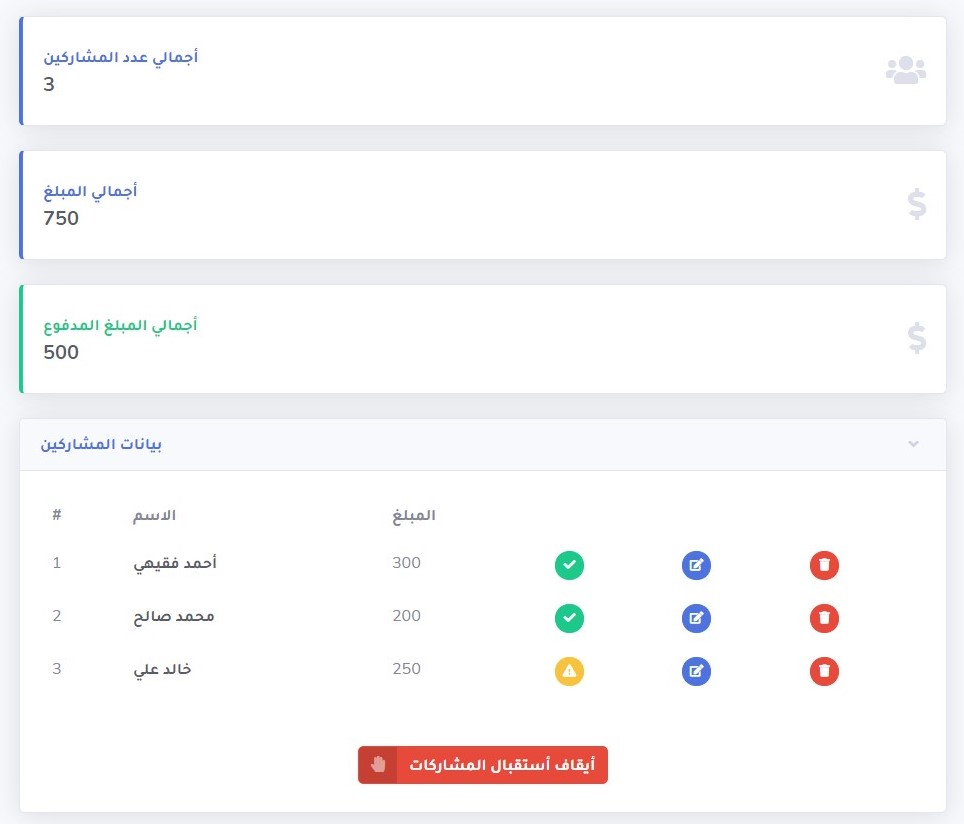 أجمالي عدد المشاركين
3
أجمالي المبلغ
750
أجمالي المبلغ المدفوع
500
بيانات المشاركين
# الاسم المبلغ
1 أحمد فقيهي 300
2 محمد صالح 200
3 خالد علي 250
أيقاف أستقبال المشاركات